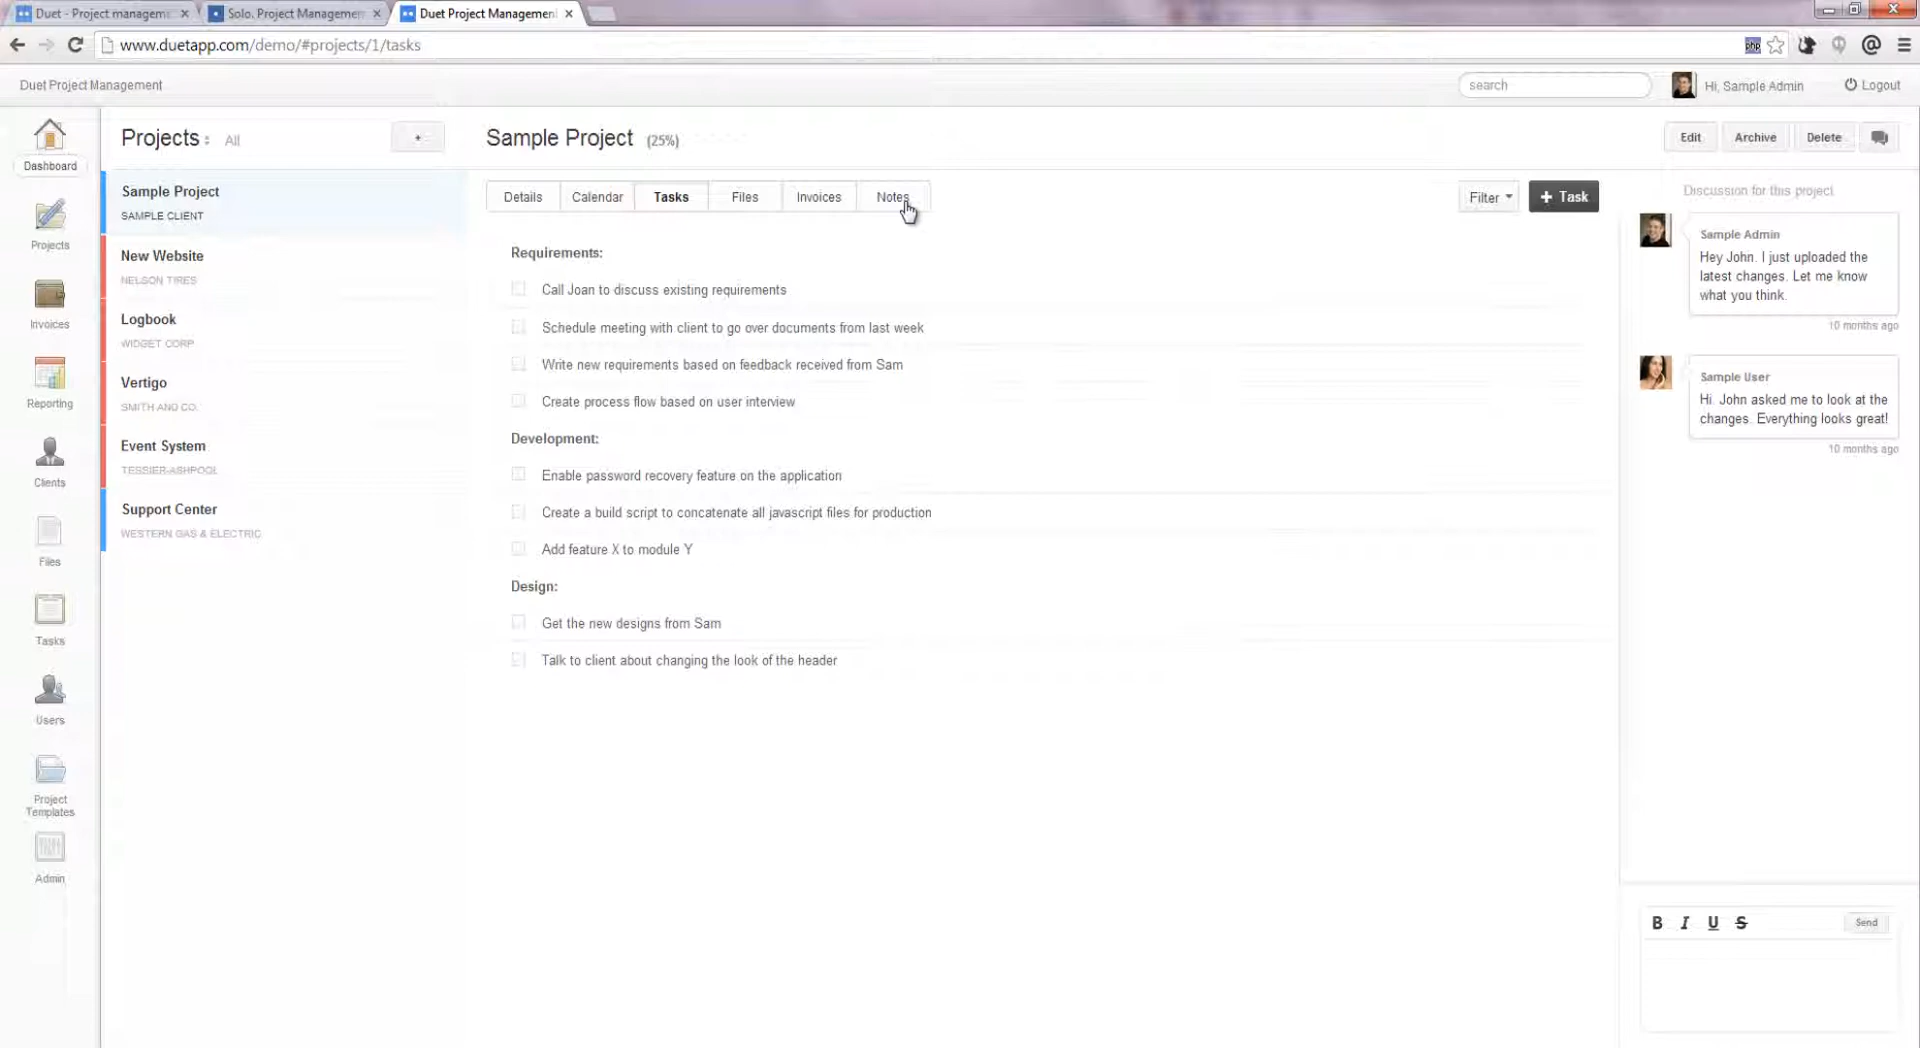 Duet - Project managem
Solo. Project Managemen
Duet Project Management
www.duetapp.com/demo/#projects/1/tasks
php
Duet Project Management
search
Hi, Sample Admin
Logout
Dashboard
Projects
Invoices
Reporting
Clients
Files
Tasks
Users
Project
Templates
Admin
Projects
All
+
Sample Project
SAMPLE CLIENT
New Website
NELSON TIRES
Logbook
WIDGET CORP
Vertigo
SMITH AND CO.
Event System
TESSIER-ASHPOOL
Support Center
WESTERN GAS & ELECTRIC
Sample Project (25%)
Edit
Archive
Delete
Details
Calendar
Tasks
Files
Invoices
Notes
Filter
+ Task
Requirements:
Call Joan to discuss existing requirements
Schedule meeting with client to go over documents from last week
Write new requirements based on feedback received from Sam
Create process flow based on user interview
Development:
Enable password recovery feature on the application
Create a build script to concatenate all javascript files for production
Add feature X to module Y
Design:
Get the new designs from Sam
Talk to client about changing the look of the header
Discussion for this project
Sample Admin
Hey John. I just uploaded the
latest changes. Let me know
what you think.
10 months ago
Sample User
Hi. John asked me to look at the
changes. Everything looks great!
10 months ago
B I U S
Send